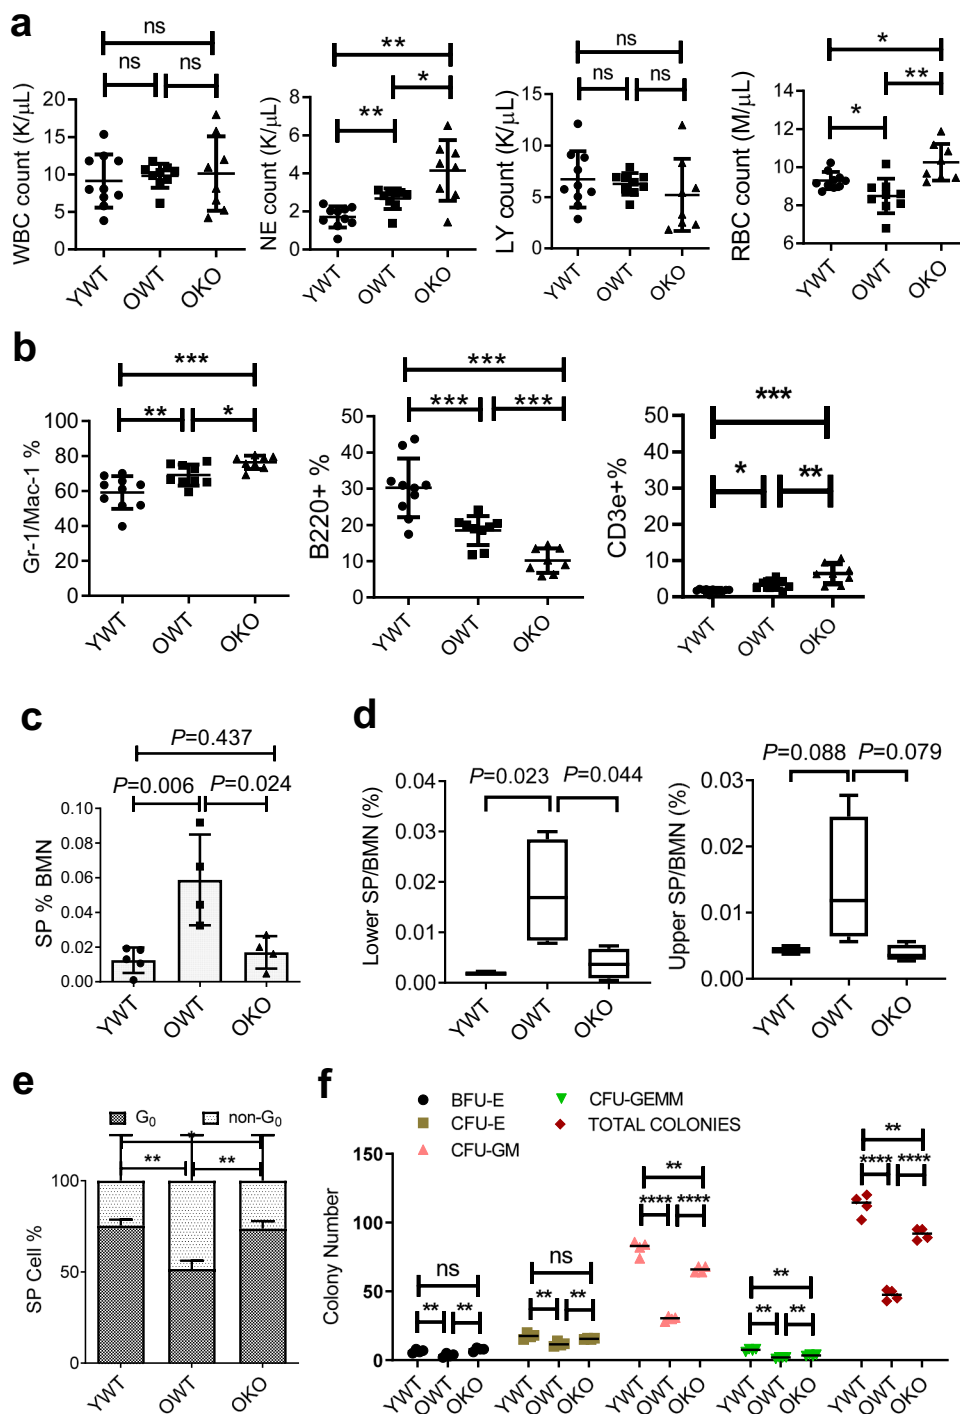 a
ns
ns
ns
WBC count (K/μL)
20
15
10
5
0
YWT
OWT
OKO
**
*
**
NE count (K/μL)
8
6
4
2
0
YWT
OWT
OKO
ns
ns
ns
LY count (K/μL)
15
10
5
0
YWT
OWT
OKO
*
**
*
RBC count (M/μL)
12
10
8
6
YWT
OWT
OKO
b
***
**
*
Gr-1/Mac-1 %
100
80
60
40
20
0
YWT
OWT
OKO
***
***
***
B220+ %
50
40
30
20
10
0
YWT
OWT
OKO
***
*
**
CD3e+%
50
40
30
20
10
0
YWT
OWT
OKO
c
P=0.437
P=0.006
P=0.024
SP % BMN
0.10
0.08
0.06
0.04
0.02
0.00
YWT
OWT
OKO
d
P=0.023
P=0.044
Lower SP/BMN (%)
0.04
0.03
0.02
0.01
0.00
YWT
OWT
OKO
P=0.088
P=0.079
Upper SP/BMN (%)
0.03
0.02
0.01
0.00
YWT
OWT
OKO
e
G0
non-G0
*
**
**
SP Cell %
100
50
0
YWT
OWT
OKO
f
BFU-E
CFU-E
CFU-GM
CFU-GEMM
TOTAL COLONIES
Colony Number
150
100
50
0
ns
**
**
ns
**
**
**
****
****
**
**
**
**
****
****
YWT
OWT
OKO
YWT
OWT
OKO
YWT
OWT
OKO
YWT
OWT
OKO
YWT
OWT
OKO